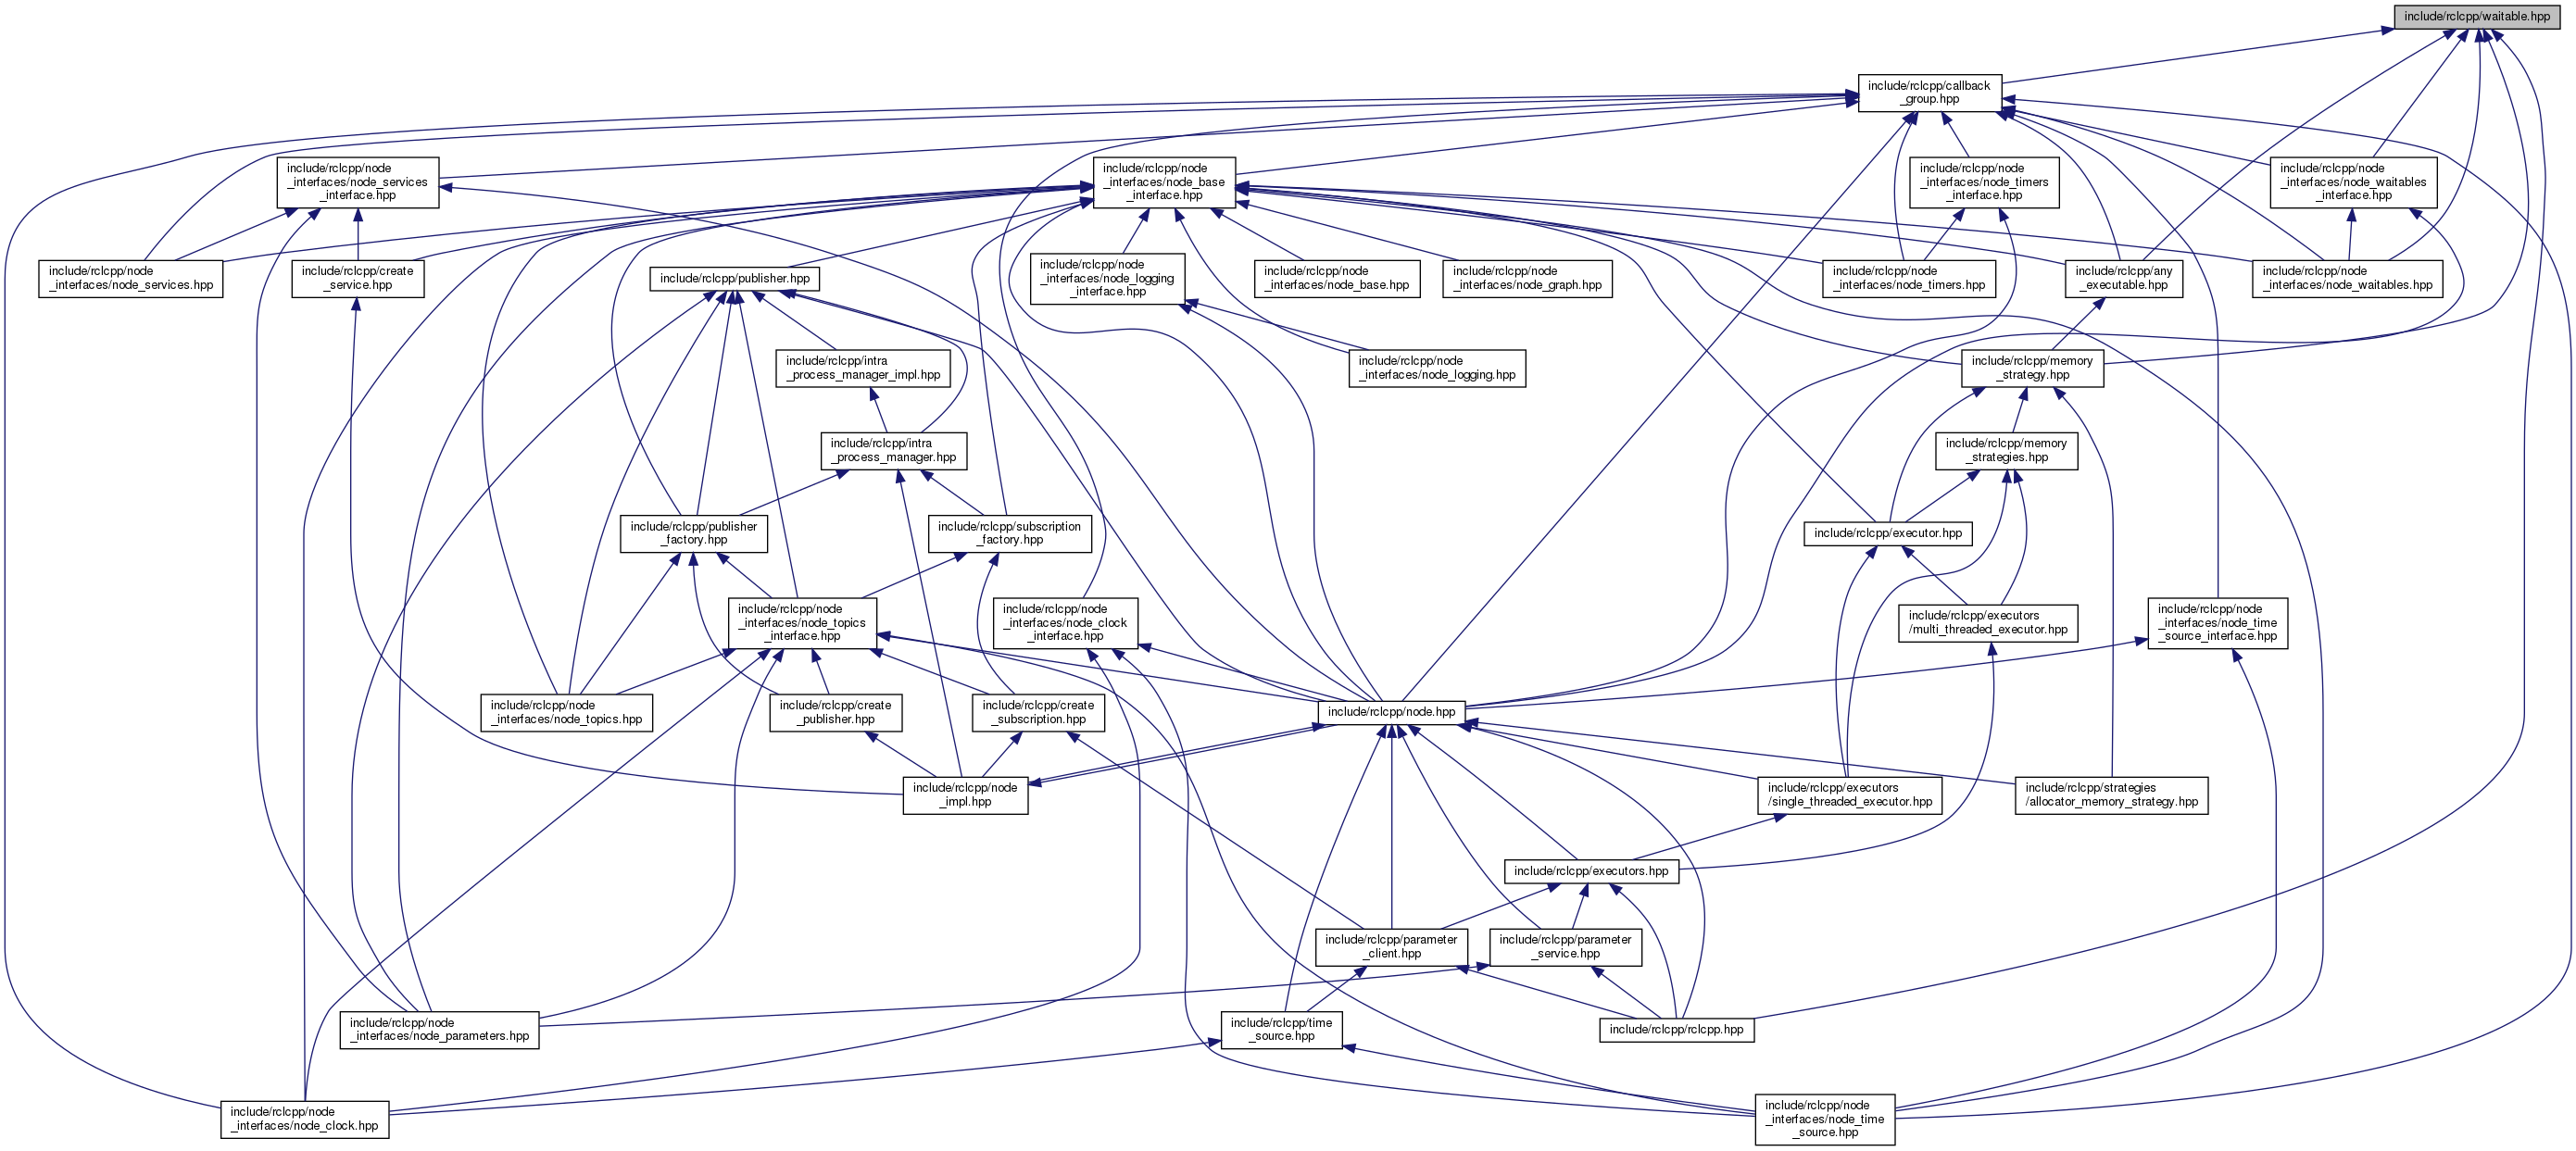 include/rclcpp/waitable.hpp
include/rclcpp/callback
_group.hpp
include/rclcpp/node
_interfaces/node_services
_interface.hpp
include/rclcpp/node
_interfaces/node_base
_interface.hpp
include/rclcpp/node
_interfaces/node_timers
_interface.hpp
include/rclcpp/node
_interfaces/node_waitables
_interface.hpp
include/rclcpp/node
_interfaces/node_services.hpp
include/rclcpp/create
_service.hpp
include/rclcpp/publisher.hpp
include/rclcpp/node
_interfaces/node_logging
_interface.hpp
include/rclcpp/node
_interfaces/node_base.hpp
include/rclcpp/node
_interfaces/node_graph.hpp
include/rclcpp/node
_interfaces/node_timers.hpp
include/rclcpp/any
_executable.hpp
include/rclcpp/node
_interfaces/node_waitables.hpp
include/rclcpp/intra
_process_manager_impl.hpp
include/rclcpp/node
_interfaces/node_logging.hpp
include/rclcpp/memory
_strategy.hpp
include/rclcpp/intra
_process_manager.hpp
include/rclcpp/memory
_strategies.hpp
include/rclcpp/publisher
_factory.hpp
include/rclcpp/subscription
_factory.hpp
include/rclcpp/executor.hpp
include/rclcpp/node
_interfaces/node_topics
_interface.hpp
include/rclcpp/node
_interfaces/node_clock
_interface.hpp
include/rclcpp/executors
/multi_threaded_executor.hpp
include/rclcpp/node
_interfaces/node_time
_source_interface.hpp
include/rclcpp/node
_interfaces/node_topics.hpp
include/rclcpp/create
_publisher.hpp
include/rclcpp/create
_subscription.hpp
include/rclcpp/node.hpp
include/rclcpp/node
_impl.hpp
include/rclcpp/executors
/single_threaded_executor.hpp
include/rclcpp/strategies
/allocator_memory_strategy.hpp
include/rclcpp/executors.hpp
include/rclcpp/parameter
_client.hpp
include/rclcpp/parameter
_service.hpp
include/rclcpp/node
_interfaces/node_parameters.hpp
include/rclcpp/time
_source.hpp
include/rclcpp/rclcpp.hpp
include/rclcpp/node
_interfaces/node_clock.hpp
include/rclcpp/node
_interfaces/node_time
_source.hpp